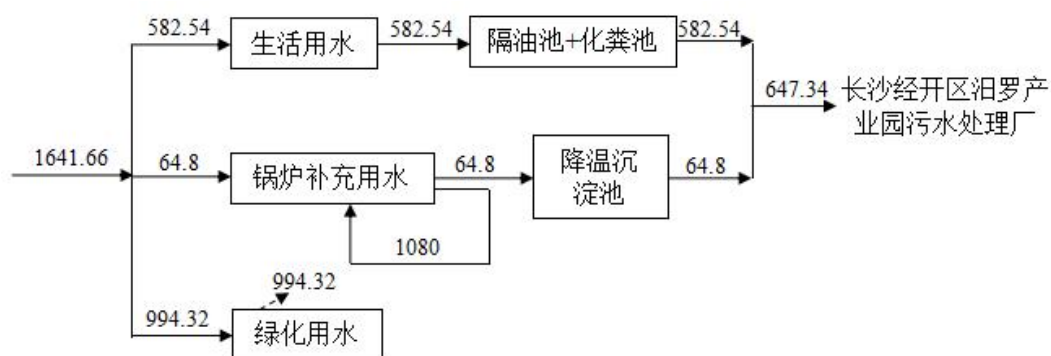 582.54
生活用水
582.54
隔油池+化粪池
582.54
647.34
长沙经开区汨罗产
业园污水处理厂
1641.66
64.8
锅炉补充用水
64.8
降温沉
淀池
64.8
1080
994.32
994.32
绿化用水